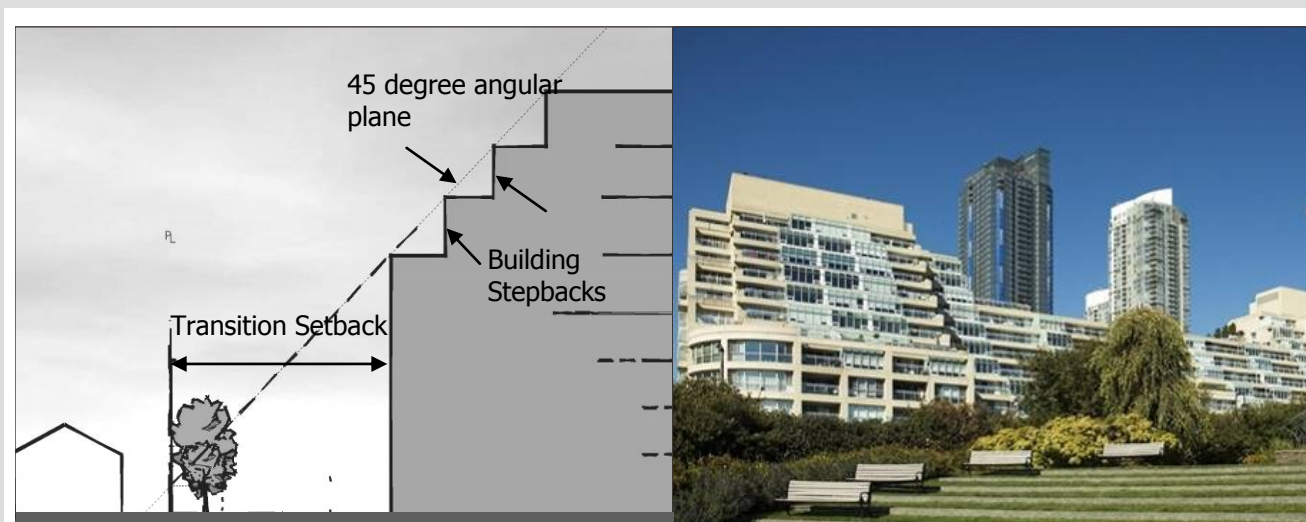 45 degree angular
plane
PL
Building
Stepbacks
Transition Setback